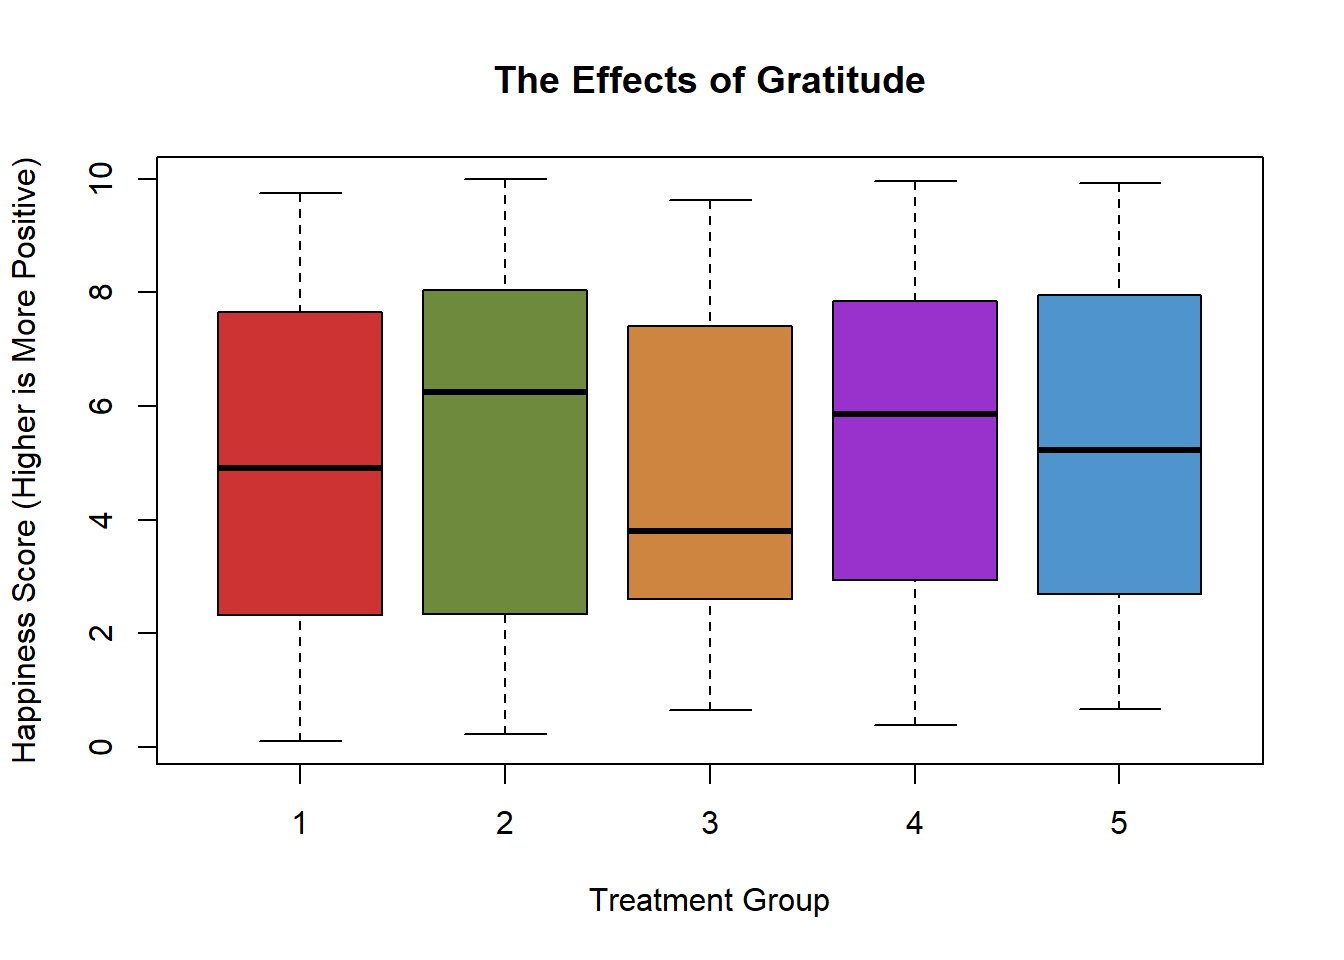 The Effects of Gratitude
Happiness Score (Higher is More Positive)
10
8
6
4
2
0
1 2 3 4 5
Treatment Group